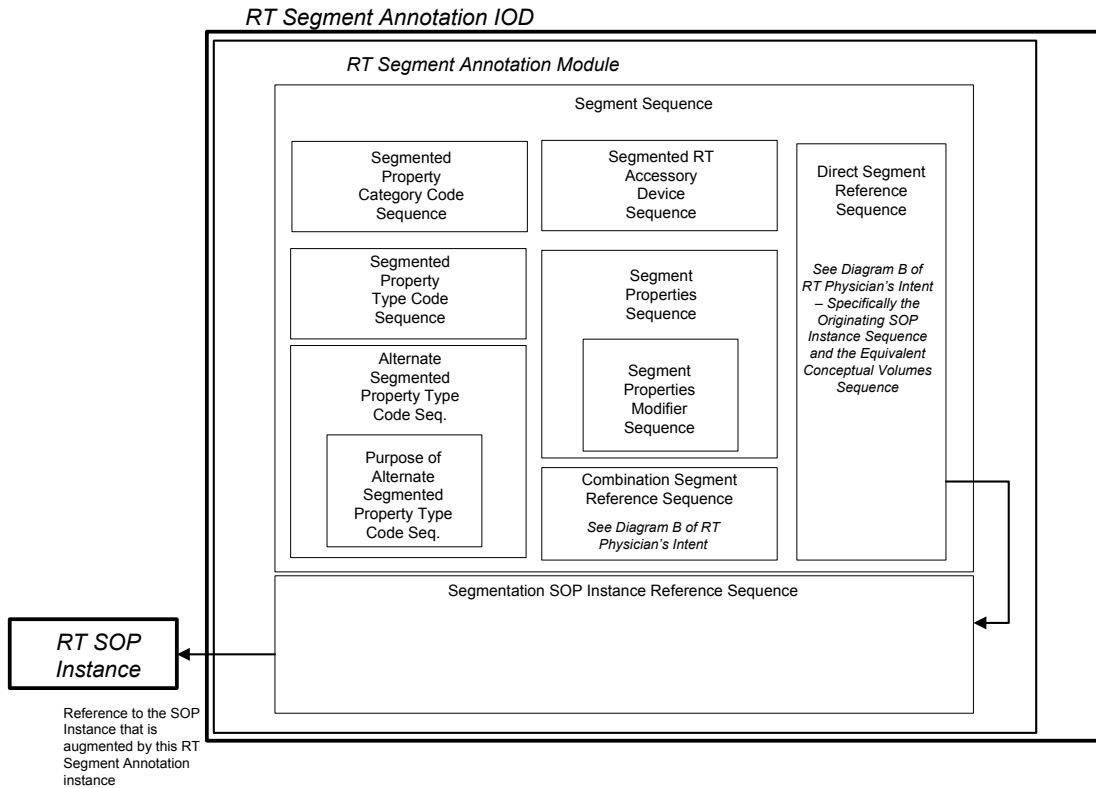 RT Segment Annotation IOD
RT Segment Annotation Module
Segment Sequence
Segmented
Property
Category Code
Sequence
Segmented RT
Accessory
Device
Sequence
Direct Segment
Reference
Sequence
See Diagram B of
RT Physician's Intent
– Specifically the
Originating SOP
Instance Sequence
and the Equivalent
Conceptual Volumes
Sequence
Segmented
Property
Type Code
Sequence
Segment
Properties
Sequence
Segment
Properties
Modifier
Sequence
Alternate
Segmented
Property Type
Code Seq.
Purpose of
Alternate
Segmented
Property Type
Code Seq.
Combination Segment
Reference Sequence
See Diagram B of RT
Physician's Intent
Segmentation SOP Instance Reference Sequence
RT SOP
Instance
Reference to the SOP
Instance that is
augmented by this RT
Segment Annotation
instance